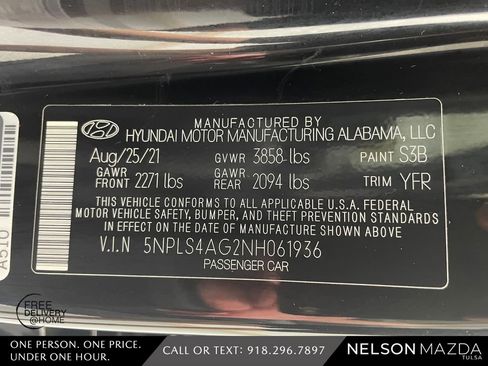 MANUFACTURED BY
HYUNDAI MOTOR MANUFACTURING ALABAMA, LLC
Aug/25/21 GVWR 3858 lbs PAINT S3B
GAWR FRONT 2271 lbs GAWR REAR 2094 lbs TRIM YFR
THIS VEHICLE CONFORMS TO ALL APPLICABLE U.S. FEDERAL
MOTOR VEHICLE SAFETY, BUMPER, AND THEFT PREVENTION STANDARDS
IN EFFECT ON THE DATE OF MANUFACTURE SHOWN ABOVE
V.I.N 5NPLS4AG2NH061936
PASSENGER CAR
A510
FREE
DELIVERY
@HOME
ONE PERSON. ONE PRICE.
UNDER ONE HOUR.
CALL OR TEXT: 918.296.7897
NELSON MAZDA
TULSA